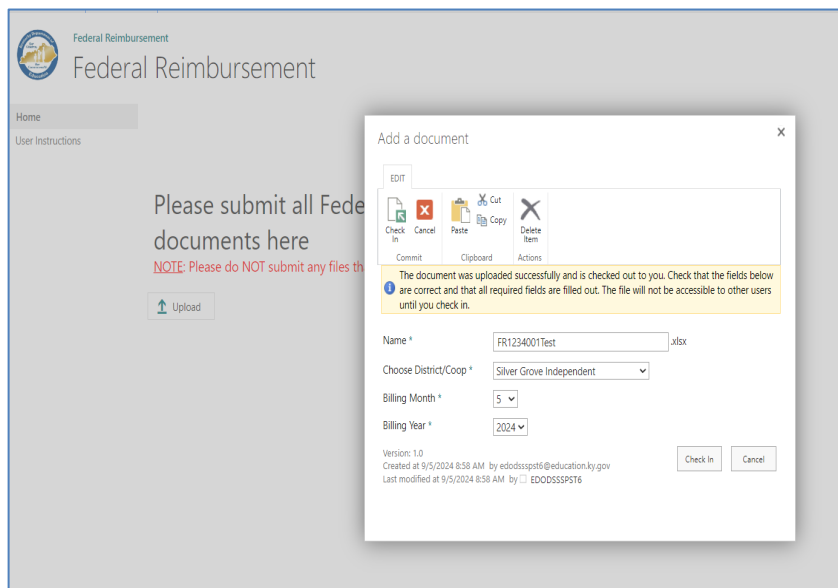 Federal Reimbursement
Federal Reimbursement
Home
User Instructions
Please submit all Fede
documents here
NOTE: Please do NOT submit any files th
Upload
Add a document
EDIT
Check In
Cancel
Paste
Cut
Copy
Delete Item
Commit
Clipboard
Actions
The document was uploaded successfully and is checked out to you. Check that the fields below
are correct and that all required fields are filled out. The file will not be accessible to other users
until you check in.
Name * FR1234001Test .xlsx
Choose District/Coop * Silver Grove Independent
Billing Month * 5
Billing Year * 2024
Version: 1.0
Created at 9/5/2024 8:58 AM by edodssspst6@education.ky.gov
Last modified at 9/5/2024 8:58 AM by EDODSSSPST6
Check In
Cancel